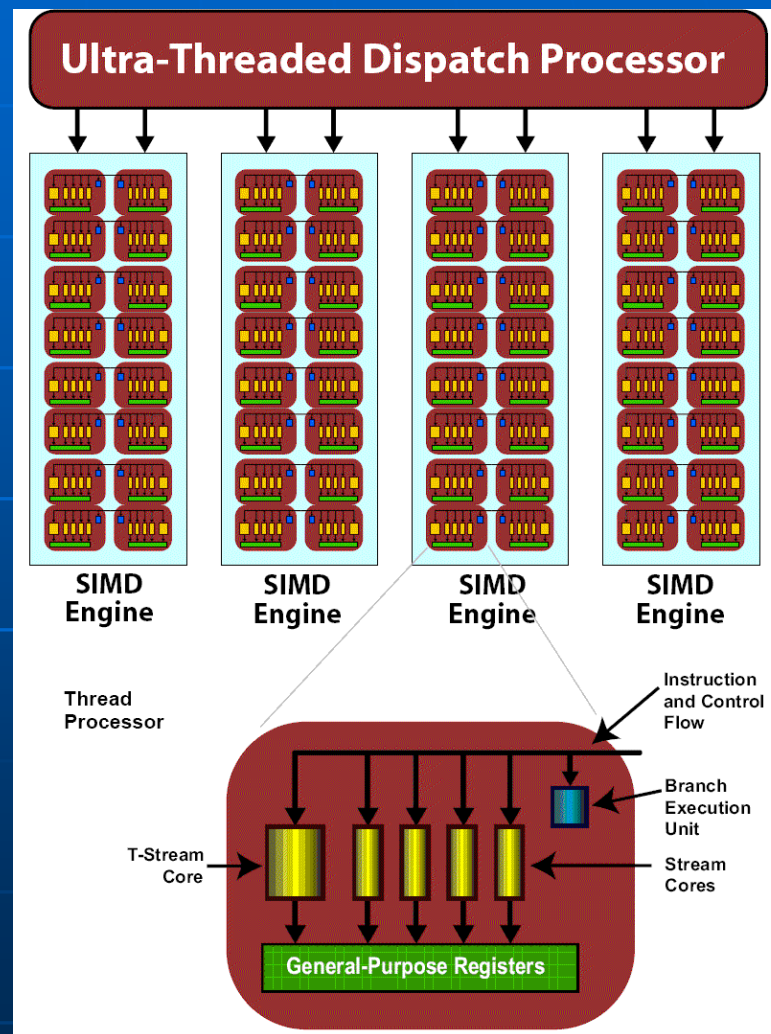 Ultra-Threaded Dispatch Processor
SIMD
Engine
SIMD
Engine
SIMD
Engine
SIMD
Engine
Thread
Processor
Instruction
and Control
Flow
Branch
Execution
Unit
T-Stream
Core
Stream
Cores
General-Purpose Registers